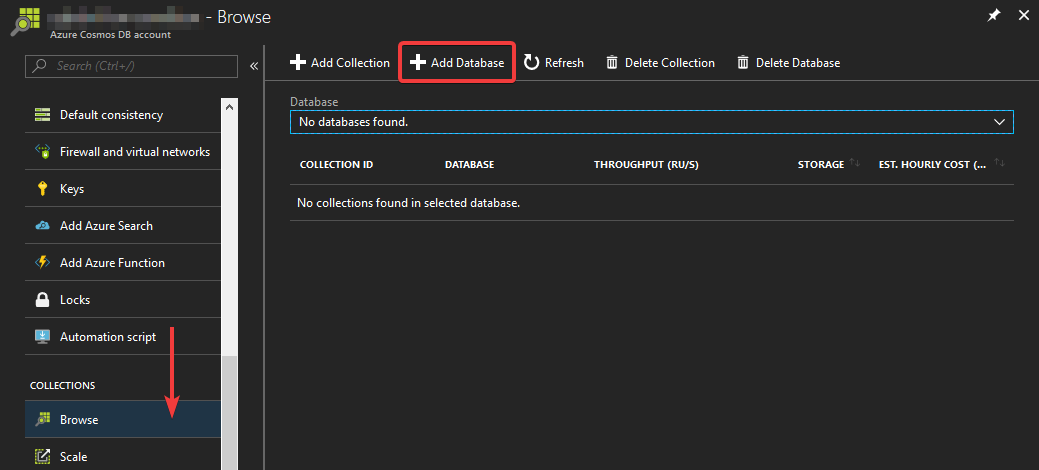 - Browse
Azure Cosmos DB account
Search (Ctrl+/)
Default consistency
Firewall and virtual networks
Keys
Add Azure Search
Add Azure Function
Locks
Automation script
COLLECTIONS
Browse
Scale
Add Collection Add Database Refresh Delete Collection Delete Database
Database
No databases found.
COLLECTION ID DATABASE THROUGHPUT (RU/S) STORAGE EST. HOURLY COST (...
No collections found in selected database.